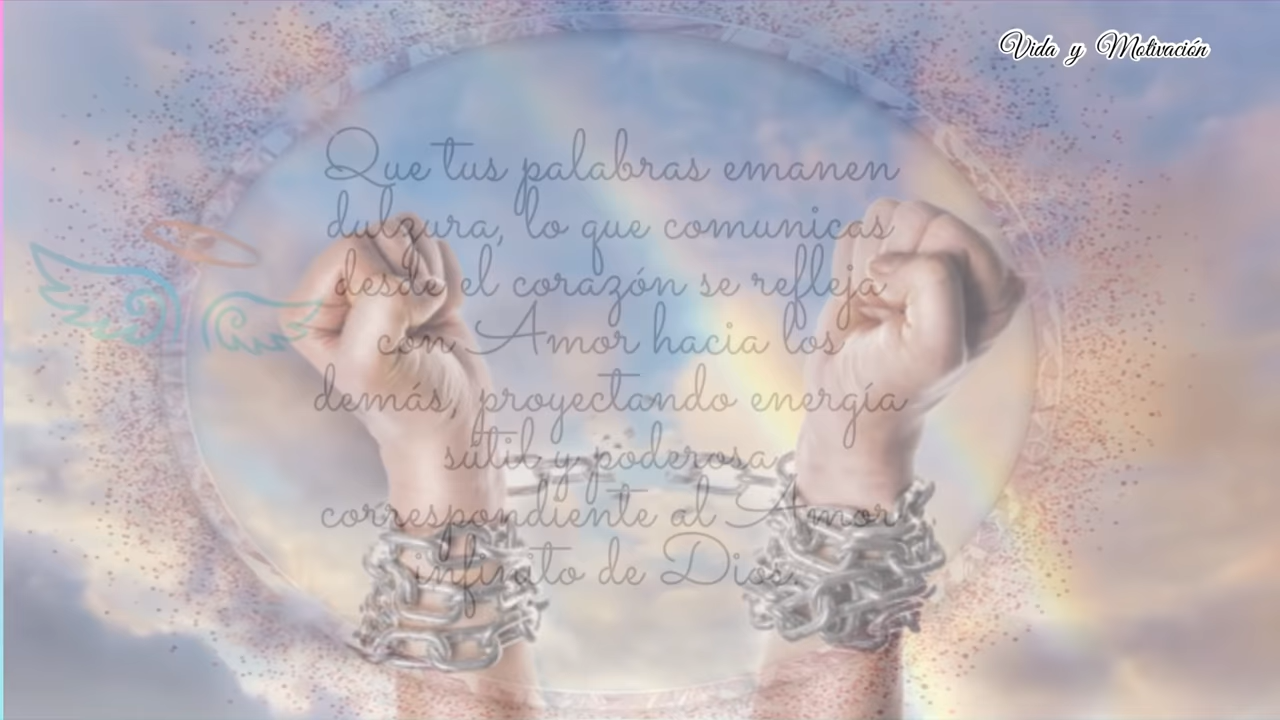 Vida y Motivación
Que tus palabras emanen
dulzura, lo que comunicas
desde el corazón se refleja
con Amor hacia los
demás, proyectando energía
sutil y poderosa
correspondiente al Amor
infinito de Dios.